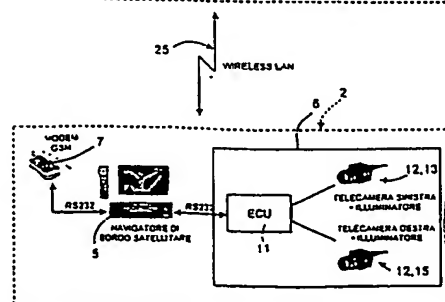 25
WIRELESS LAN
6
2
MODEM
GSM
7
12,13
RS232
RS232
ECU
TELECAMERA SINISTRA
+ILLUMINATORE
5
NAVIGATORE DI
BORDO SATELLITARE
11
TELECAMERA DESTRA
+ILLUMINATORE
12,15